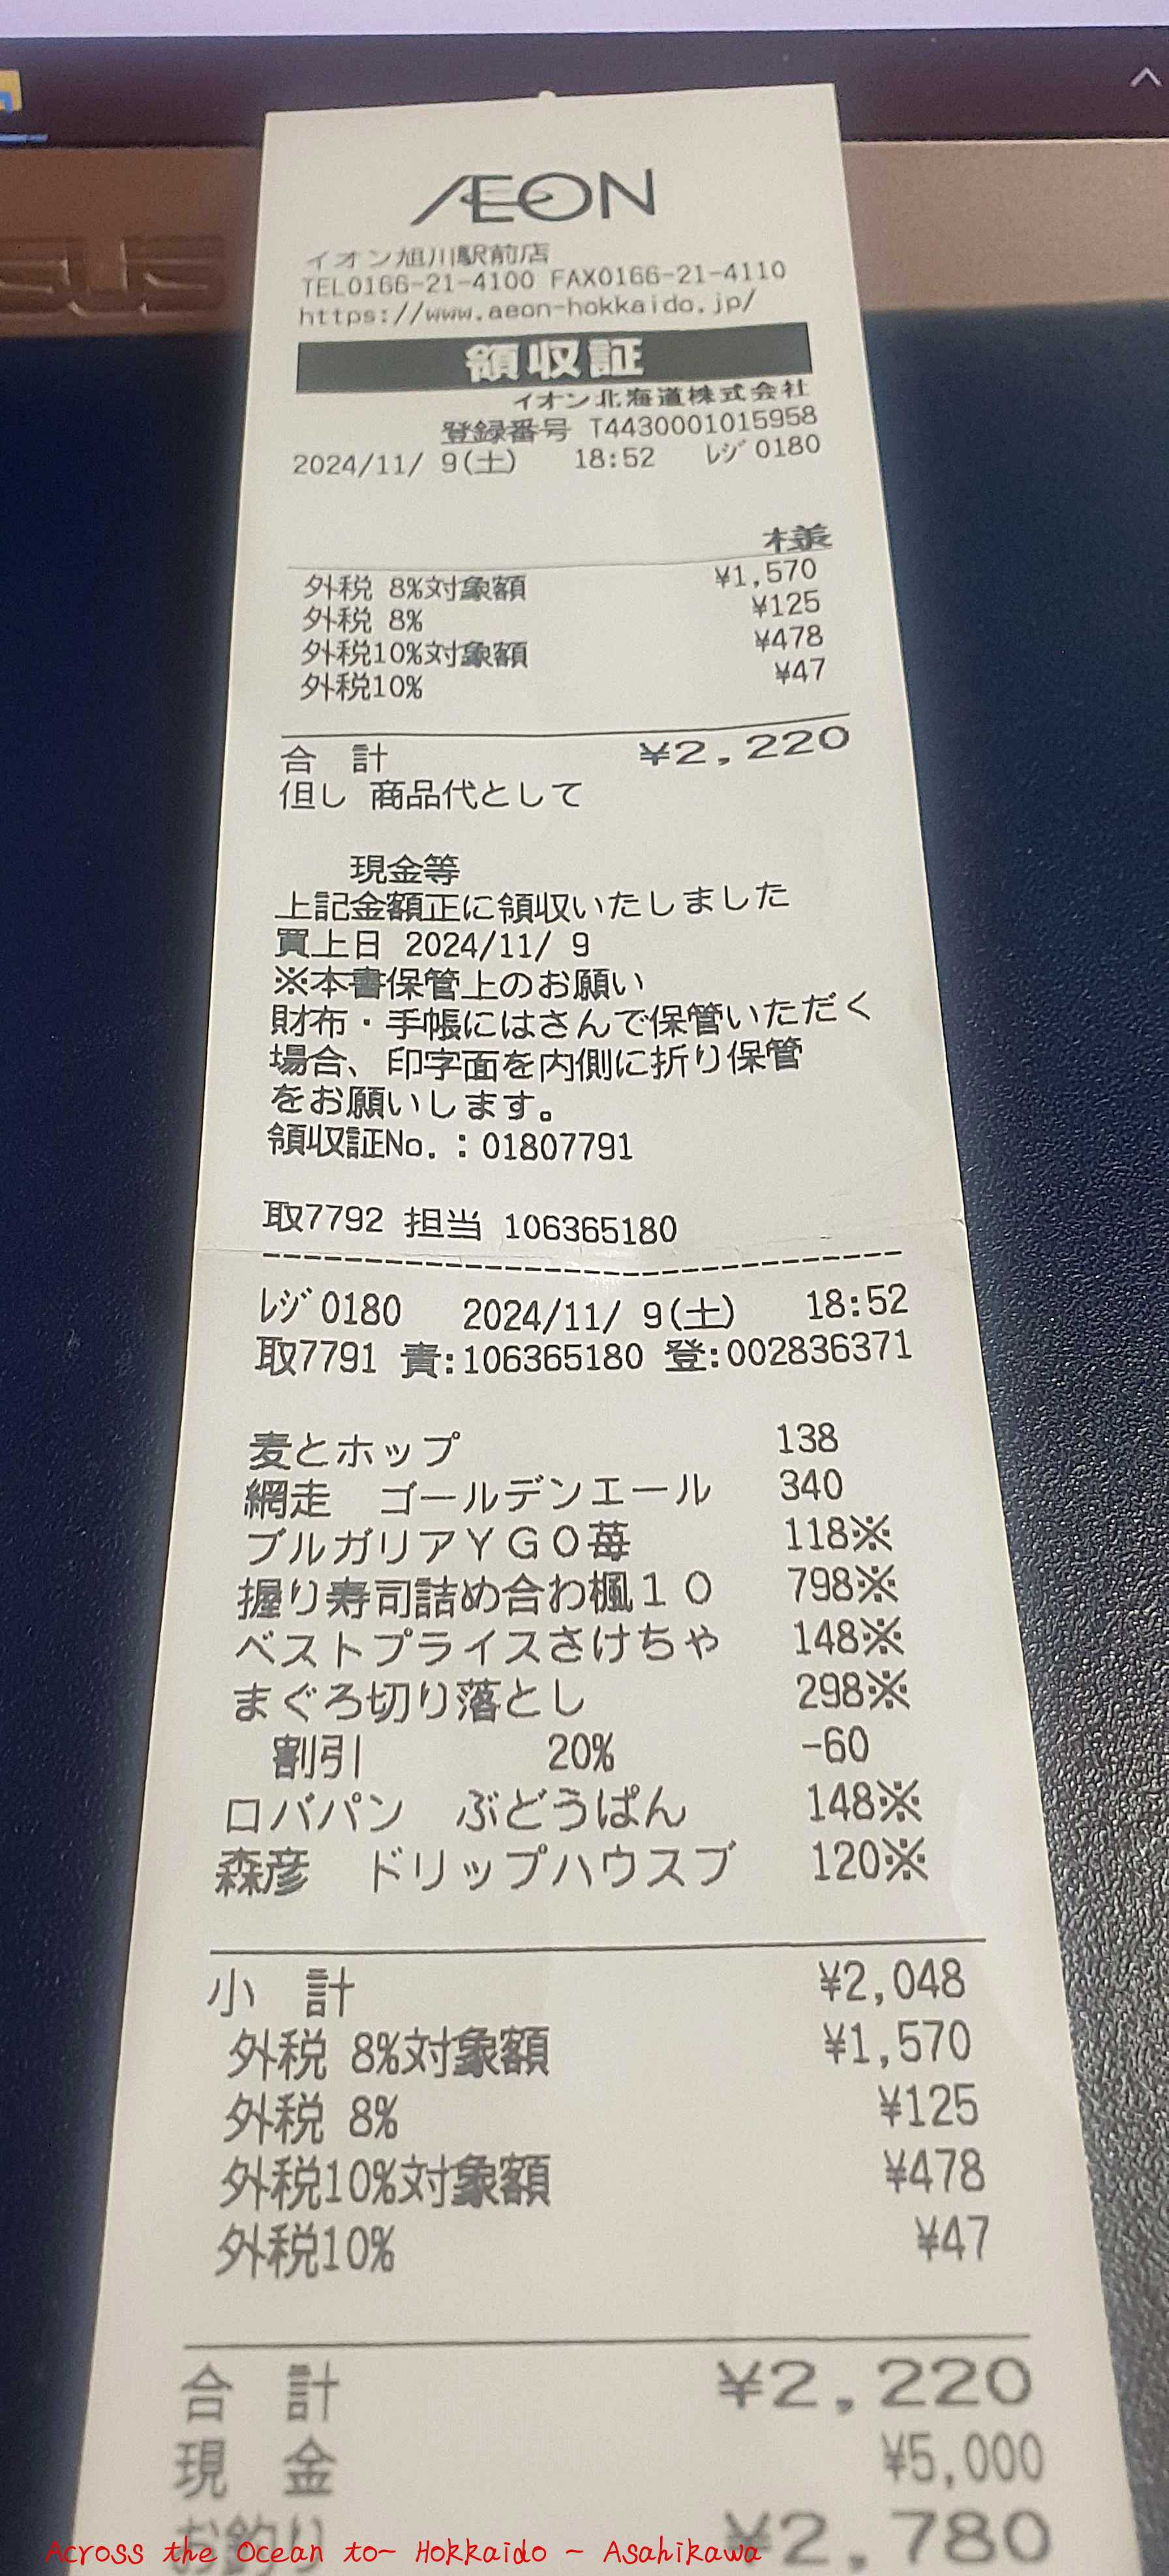 ÆON
イオン旭川駅前店
TEL0166-21-4100 FAX0166-21-4110
https://www.aeon-hokkaido.jp/
領収証
イオン北海道株式会社
登録番号 T4430001015958
2024/11/ 9(土) 18:52 ﾚｼﾞ0180
様
外税 8%対象額 ¥1,570
外税 8% ¥125
外税10%対象額 ¥478
外税10% ¥47
合 計 ¥2,220
但し 商品代として
現金等
上記金額正に領収いたしました
買上日 2024/11/ 9
※本書保管上のお願い
財布・手帳にはさんで保管いただく
場合、印字面を内側に折り保管
をお願いします。
領収証No.:01807791
取7792 担当 106365180
ﾚｼﾞ0180 2024/11/ 9(土) 18:52
取7791 責:106365180 登:002836371
麦とホップ 138
網走 ゴールデンエール 340
ブルガリアＹＧＯ苺 118※
握り寿司詰め合わ楓１０ 798※
ベストプライスさけちゃ 148※
まぐろ切り落とし 298※
割引 20% -60
ロバパン ぶどうぱん 148※
森彦 ドリップハウスブ 120※
小 計 ¥2,048
外税 8%対象額 ¥1,570
外税 8% ¥125
外税10%対象額 ¥478
外税10% ¥47
合 計 ¥2,220
現 金 ¥5,000
お釣り ¥2,780
Across the Ocean to~ Hokkaido ~ Asahikawa